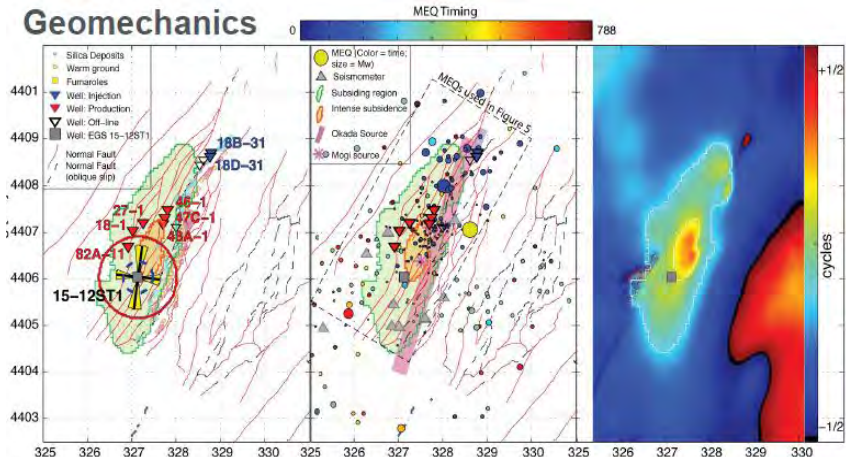 Geomechanics
MEQ Timing
0
788
Silica Deposits
Warm ground
Fumaroles
Well: Injection
Well: Production
Well: Off-line
Well: EGS 15-12ST1
Normal Fault
Normal Fault
(oblique slip)
18B-31
18D-31
27-1
46-1
18-1
47C-1
48A-1
82A-11
15-12ST1
MEQ (Color = time;
size = Mw)
Seismometer
Subsiding region
Intense subsidence
Okada Source
Mogi source
MEQs used in Figure 5
4401
4409
4408
4407
4406
4405
4404
4403
325 326 327 328 329 330
325 326 327 328 329 330 325
326 327 328 329 330
+1/2
cycles
-1/2